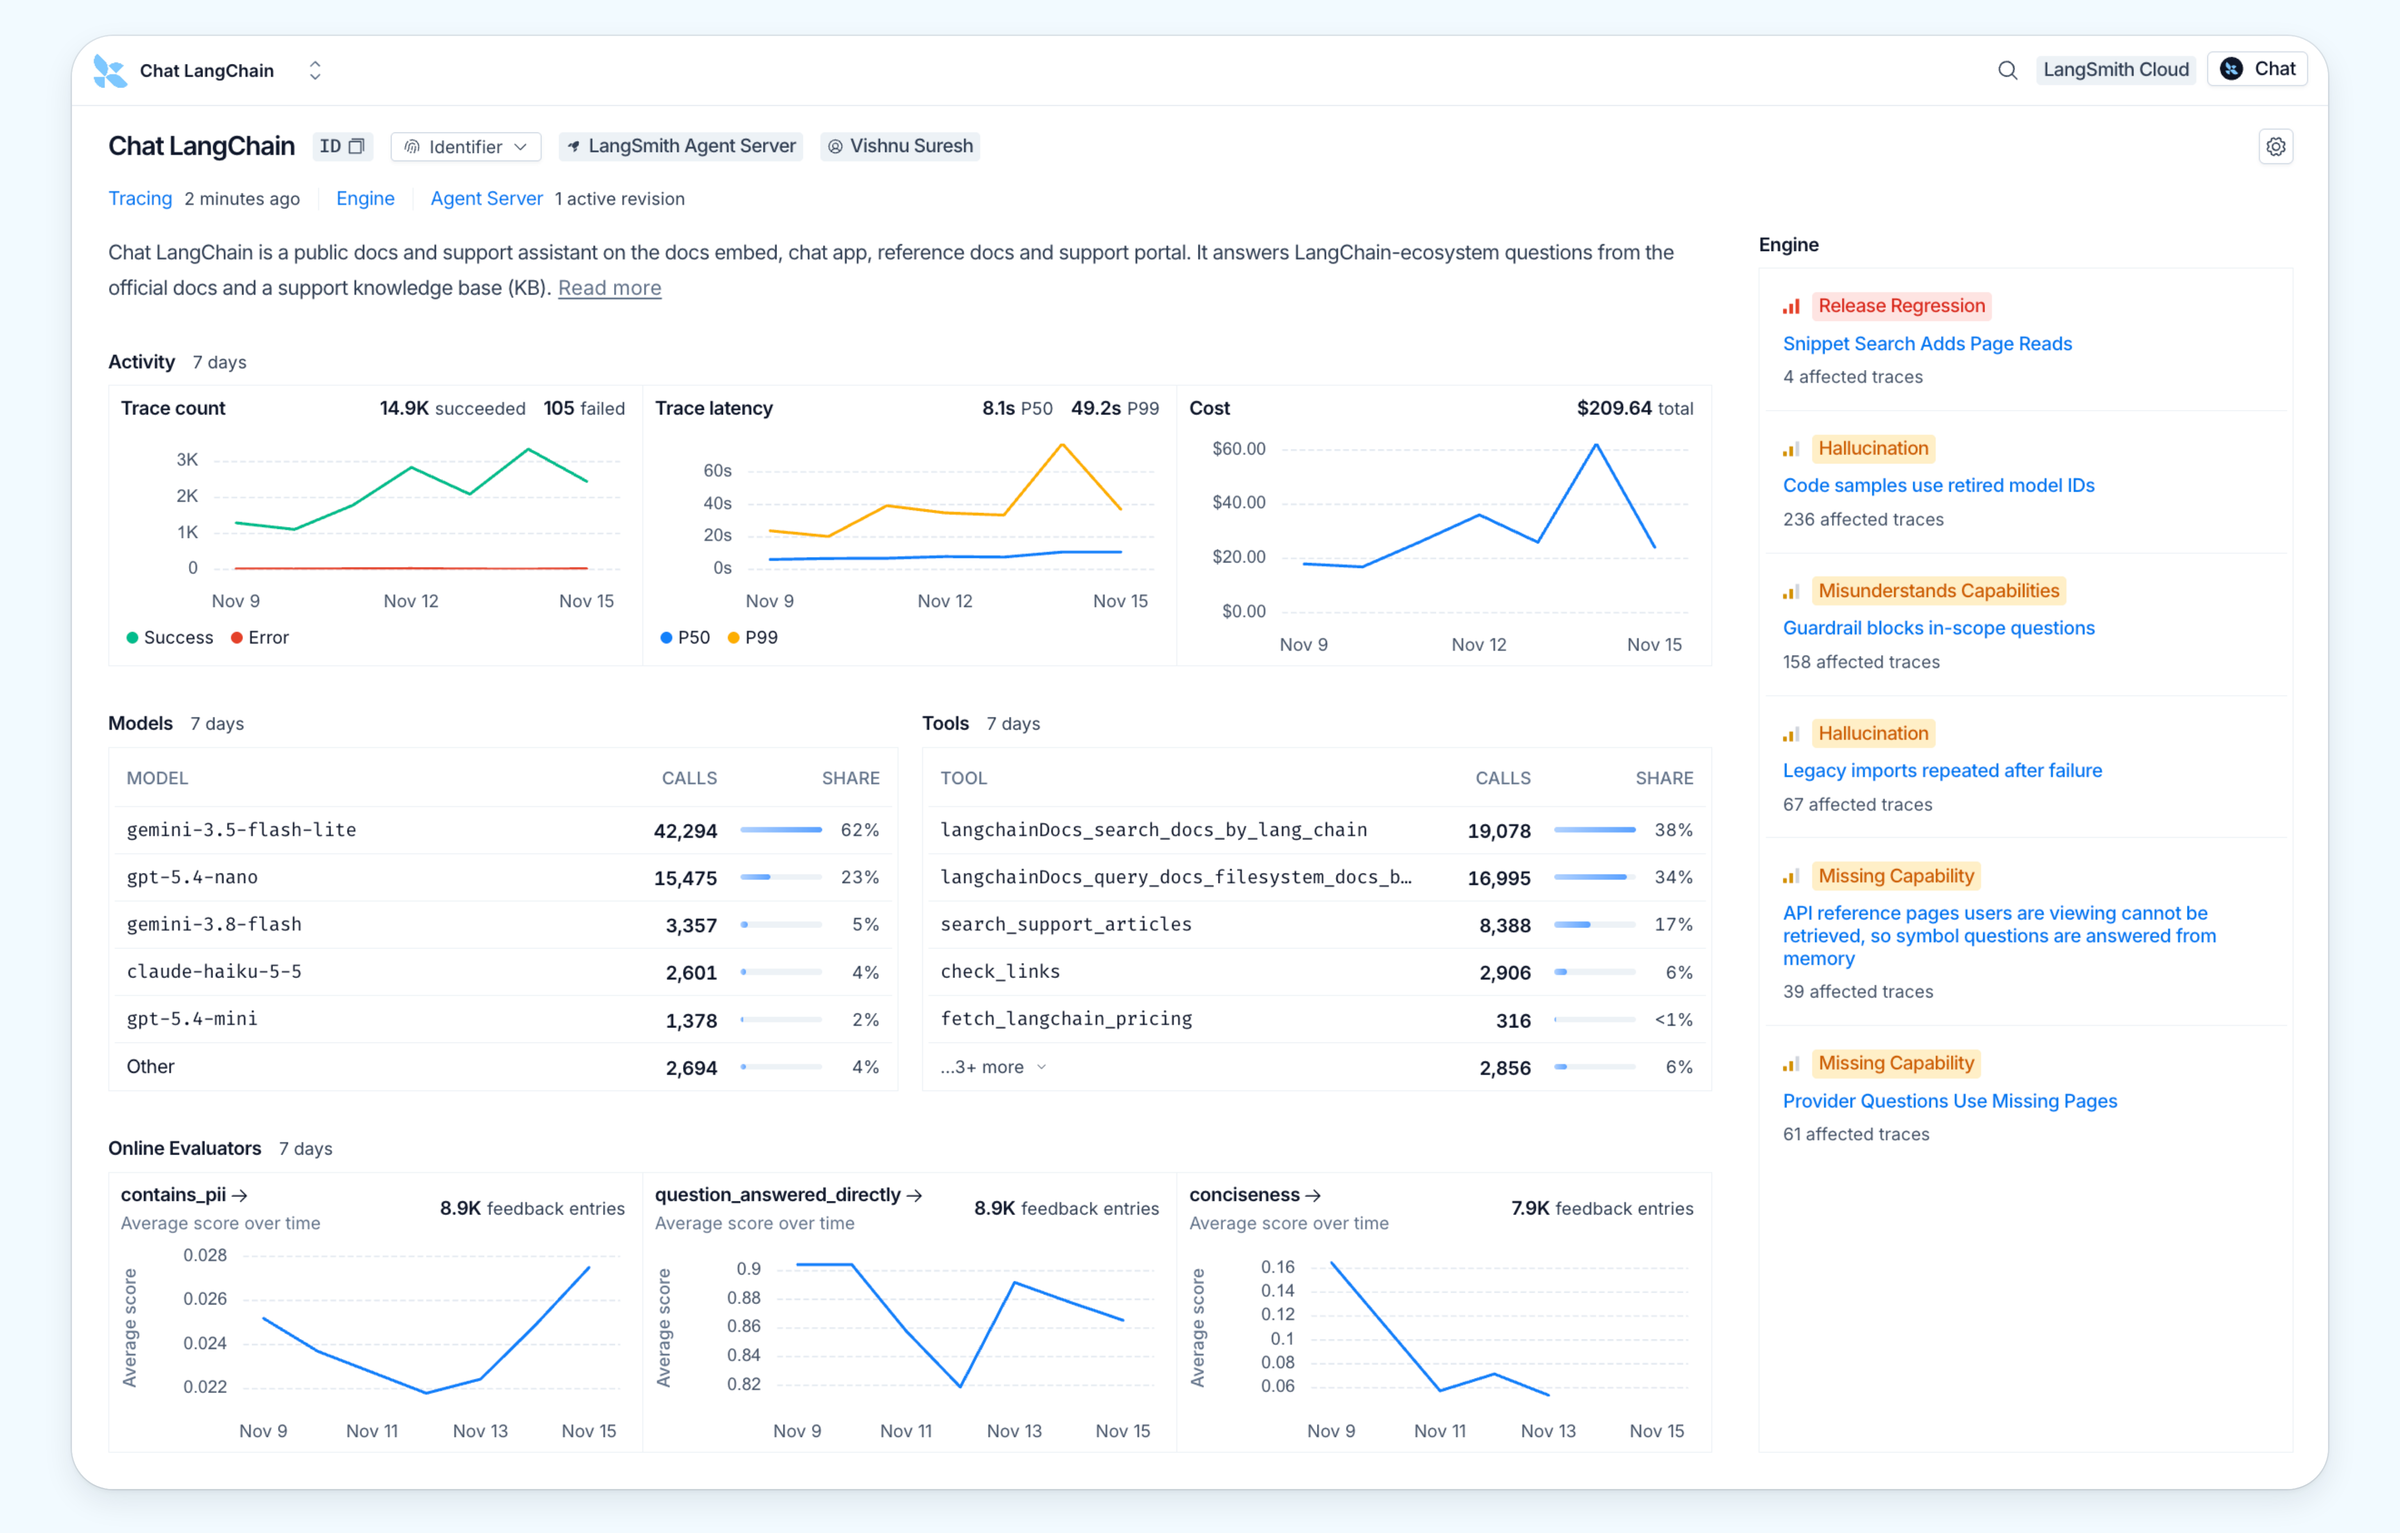 Chat LangChain
LangSmith Cloud
Chat
Chat LangChain
ID
Identifier
LangSmith Agent Server
Vishnu Suresh
Tracing 2 minutes ago
Engine
Agent Server 1 active revision
Chat LangChain is a public docs and support assistant on the docs embed, chat app, reference docs and support portal. It answers LangChain-ecosystem questions from the
official docs and a support knowledge base (KB). Read more
Activity 7 days
Trace count 14.9K succeeded 105 failed
3K
2K
1K
0
Nov 9 Nov 12 Nov 15
Success Error
Trace latency 8.1s P50 49.2s P99
60s
40s
20s
0s
Nov 9 Nov 12 Nov 15
P50 P99
Cost $209.64 total
$60.00
$40.00
$20.00
$0.00
Nov 9 Nov 12 Nov 15
Models 7 days
MODEL CALLS SHARE
gemini-3.5-flash-lite 42,294 62%
gpt-5.4-nano 15,475 23%
gemini-3.8-flash 3,357 5%
claude-haiku-5-5 2,601 4%
gpt-5.4-mini 1,378 2%
Other 2,694 4%
Tools 7 days
TOOL CALLS SHARE
langchainDocs_search_docs_by_lang_chain 19,078 38%
langchainDocs_query_docs_filesystem_docs_b… 16,995 34%
search_support_articles 8,388 17%
check_links 2,906 6%
fetch_langchain_pricing 316 <1%
...3+ more 2,856 6%
Online Evaluators 7 days
contains_pii →
Average score over time
8.9K feedback entries
Average score
0.028
0.026
0.024
0.022
Nov 9 Nov 11 Nov 13 Nov 15
question_answered_directly →
Average score over time
8.9K feedback entries
Average score
0.9
0.88
0.86
0.84
0.82
Nov 9 Nov 11 Nov 13 Nov 15
conciseness →
Average score over time
7.9K feedback entries
Average score
0.16
0.14
0.12
0.1
0.08
0.06
Nov 9 Nov 11 Nov 13 Nov 15
Engine
Release Regression
Snippet Search Adds Page Reads
4 affected traces
Hallucination
Code samples use retired model IDs
236 affected traces
Misunderstands Capabilities
Guardrail blocks in-scope questions
158 affected traces
Hallucination
Legacy imports repeated after failure
67 affected traces
Missing Capability
API reference pages users are viewing cannot be
retrieved, so symbol questions are answered from
memory
39 affected traces
Missing Capability
Provider Questions Use Missing Pages
61 affected traces